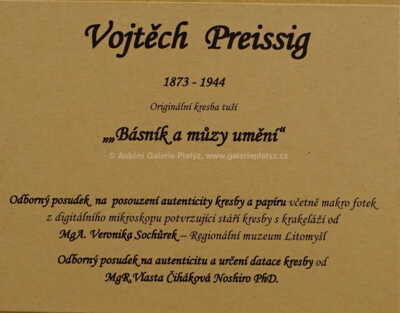 Vojtěch Preissig
1873 - 1944
Originální kresba tuší
„„Básník a můzy umění“
© Aukční Galerie Platýz, www.galerieplatyz.cz
Odborný posudek na posouzení autenticity kresby a papíru včetně makro fotek
z digitálního mikroskopu potvrzující stáří kresby s krakeláží od
MgA. Veronika Sochůrek – Regionální muzeum Litomyšl
Odborný posudek na autenticitu a určení datace kresby od
MgR. Vlasta Čiháková Noshiro PhD.